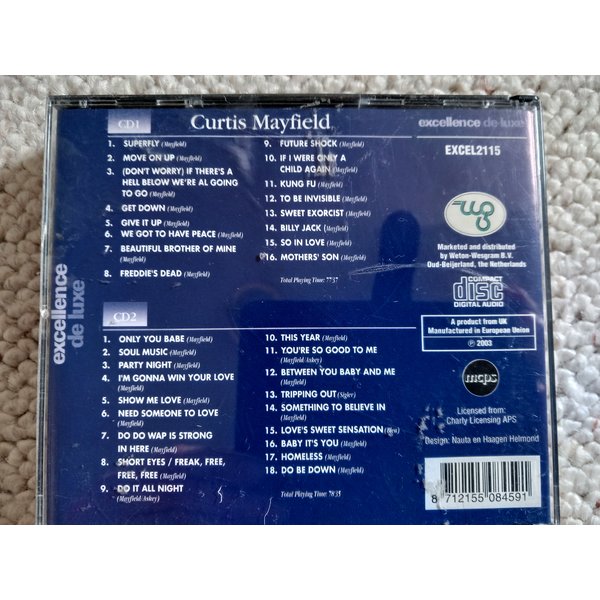 CD1
Curtis Mayfield
1. SUPERFLY (Mayfield)
2. MOVE ON UP (Mayfield)
3. (DON'T WORRY) IF THERE'S A
HELL BELOW WE'RE AL GOING
TO GO (Mayfield)
4. GET DOWN (Mayfield)
5. GIVE IT UP (Mayfield)
6. WE GOT TO HAVE PEACE (Mayfield)
7. BEAUTIFUL BROTHER OF MINE
(Mayfield)
8. FREDDIE'S DEAD (Mayfield)
9. FUTURE SHOCK (Mayfield)
10. IF I WERE ONLY A
CHILD AGAIN (Mayfield)
11. KUNG FU (Mayfield)
12. TO BE INVISIBLE (Mayfield)
13. SWEET EXORCIST (Mayfield)
14. BILLY JACK (Mayfield)
15. SO IN LOVE (Mayfield)
16. MOTHERS' SON (Mayfield)
Total Playing Time: 77'37
CD2
1. ONLY YOU BABE (Mayfield)
2. SOUL MUSIC (Mayfield)
3. PARTY NIGHT (Mayfield)
4. I'M GONNA WIN YOUR LOVE
(Mayfield)
5. SHOW ME LOVE (Mayfield)
6. NEED SOMEONE TO LOVE
(Mayfield)
7. DO DO WAP IS STRONG
IN HERE (Mayfield)
8. SHORT EYES / FREAK, FREE,
FREE, FREE (Mayfield)
9. DO IT ALL NIGHT
(Mayfield/Askey)
10. THIS YEAR (Mayfield)
11. YOU'RE SO GOOD TO ME
(Mayfield/Askey)
12. BETWEEN YOU BABY AND ME
(Mayfield)
13. TRIPPING OUT (Sigler)
14. SOMETHING TO BELIEVE IN
(Mayfield)
15. LOVE'S SWEET SENSATION
16. BABY IT'S YOU (Mayfield)
17. HOMELESS (Mayfield)
18. DO BE DOWN (Mayfield)
Total Playing Time: 78'35
excellence
de luxe
excellence de-luxe
EXCEL2115
wg
Marketed and distributed
by Weton-Wesgram B.V.
Oud-Beijerland, the Netherlands
COMPACT
disc
DIGITAL AUDIO
A product from UK
Manufactured in European Union
℗ 2003
mcps
Licensed from:
Charly Licensing APS
Design: Nauta en Haagen Helmond
8 712155 084591